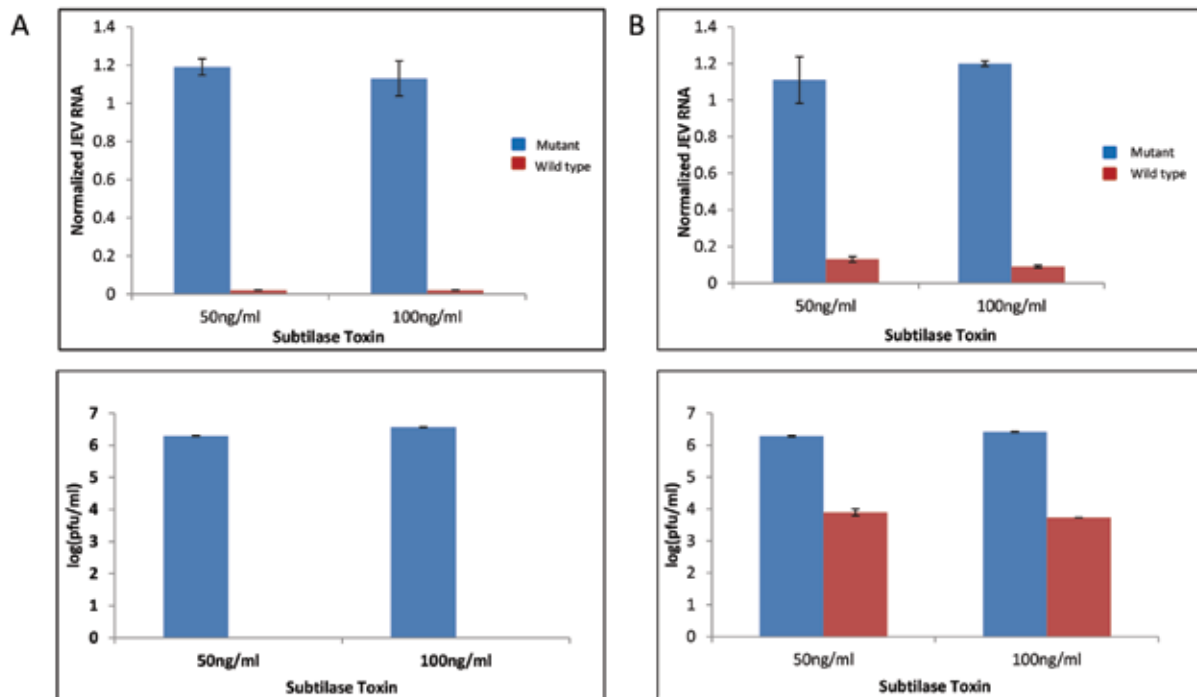 A
Normalized JEV RNA
1.4
1.2
1
0.8
0.6
0.4
0.2
0
50ng/ml
100ng/ml
Subtilase Toxin
Mutant
Wild type
B
Normalized JEV RNA
1.4
1.2
1
0.8
0.6
0.4
0.2
0
50ng/ml
100ng/ml
Subtilase Toxin
Mutant
Wild type
log(pfu/ml)
7
6
5
4
3
2
1
0
50ng/ml
100ng/ml
Subtilase Toxin
log(pfu/ml)
7
6
5
4
3
2
1
0
50ng/ml
100ng/ml
Subtilase Toxin